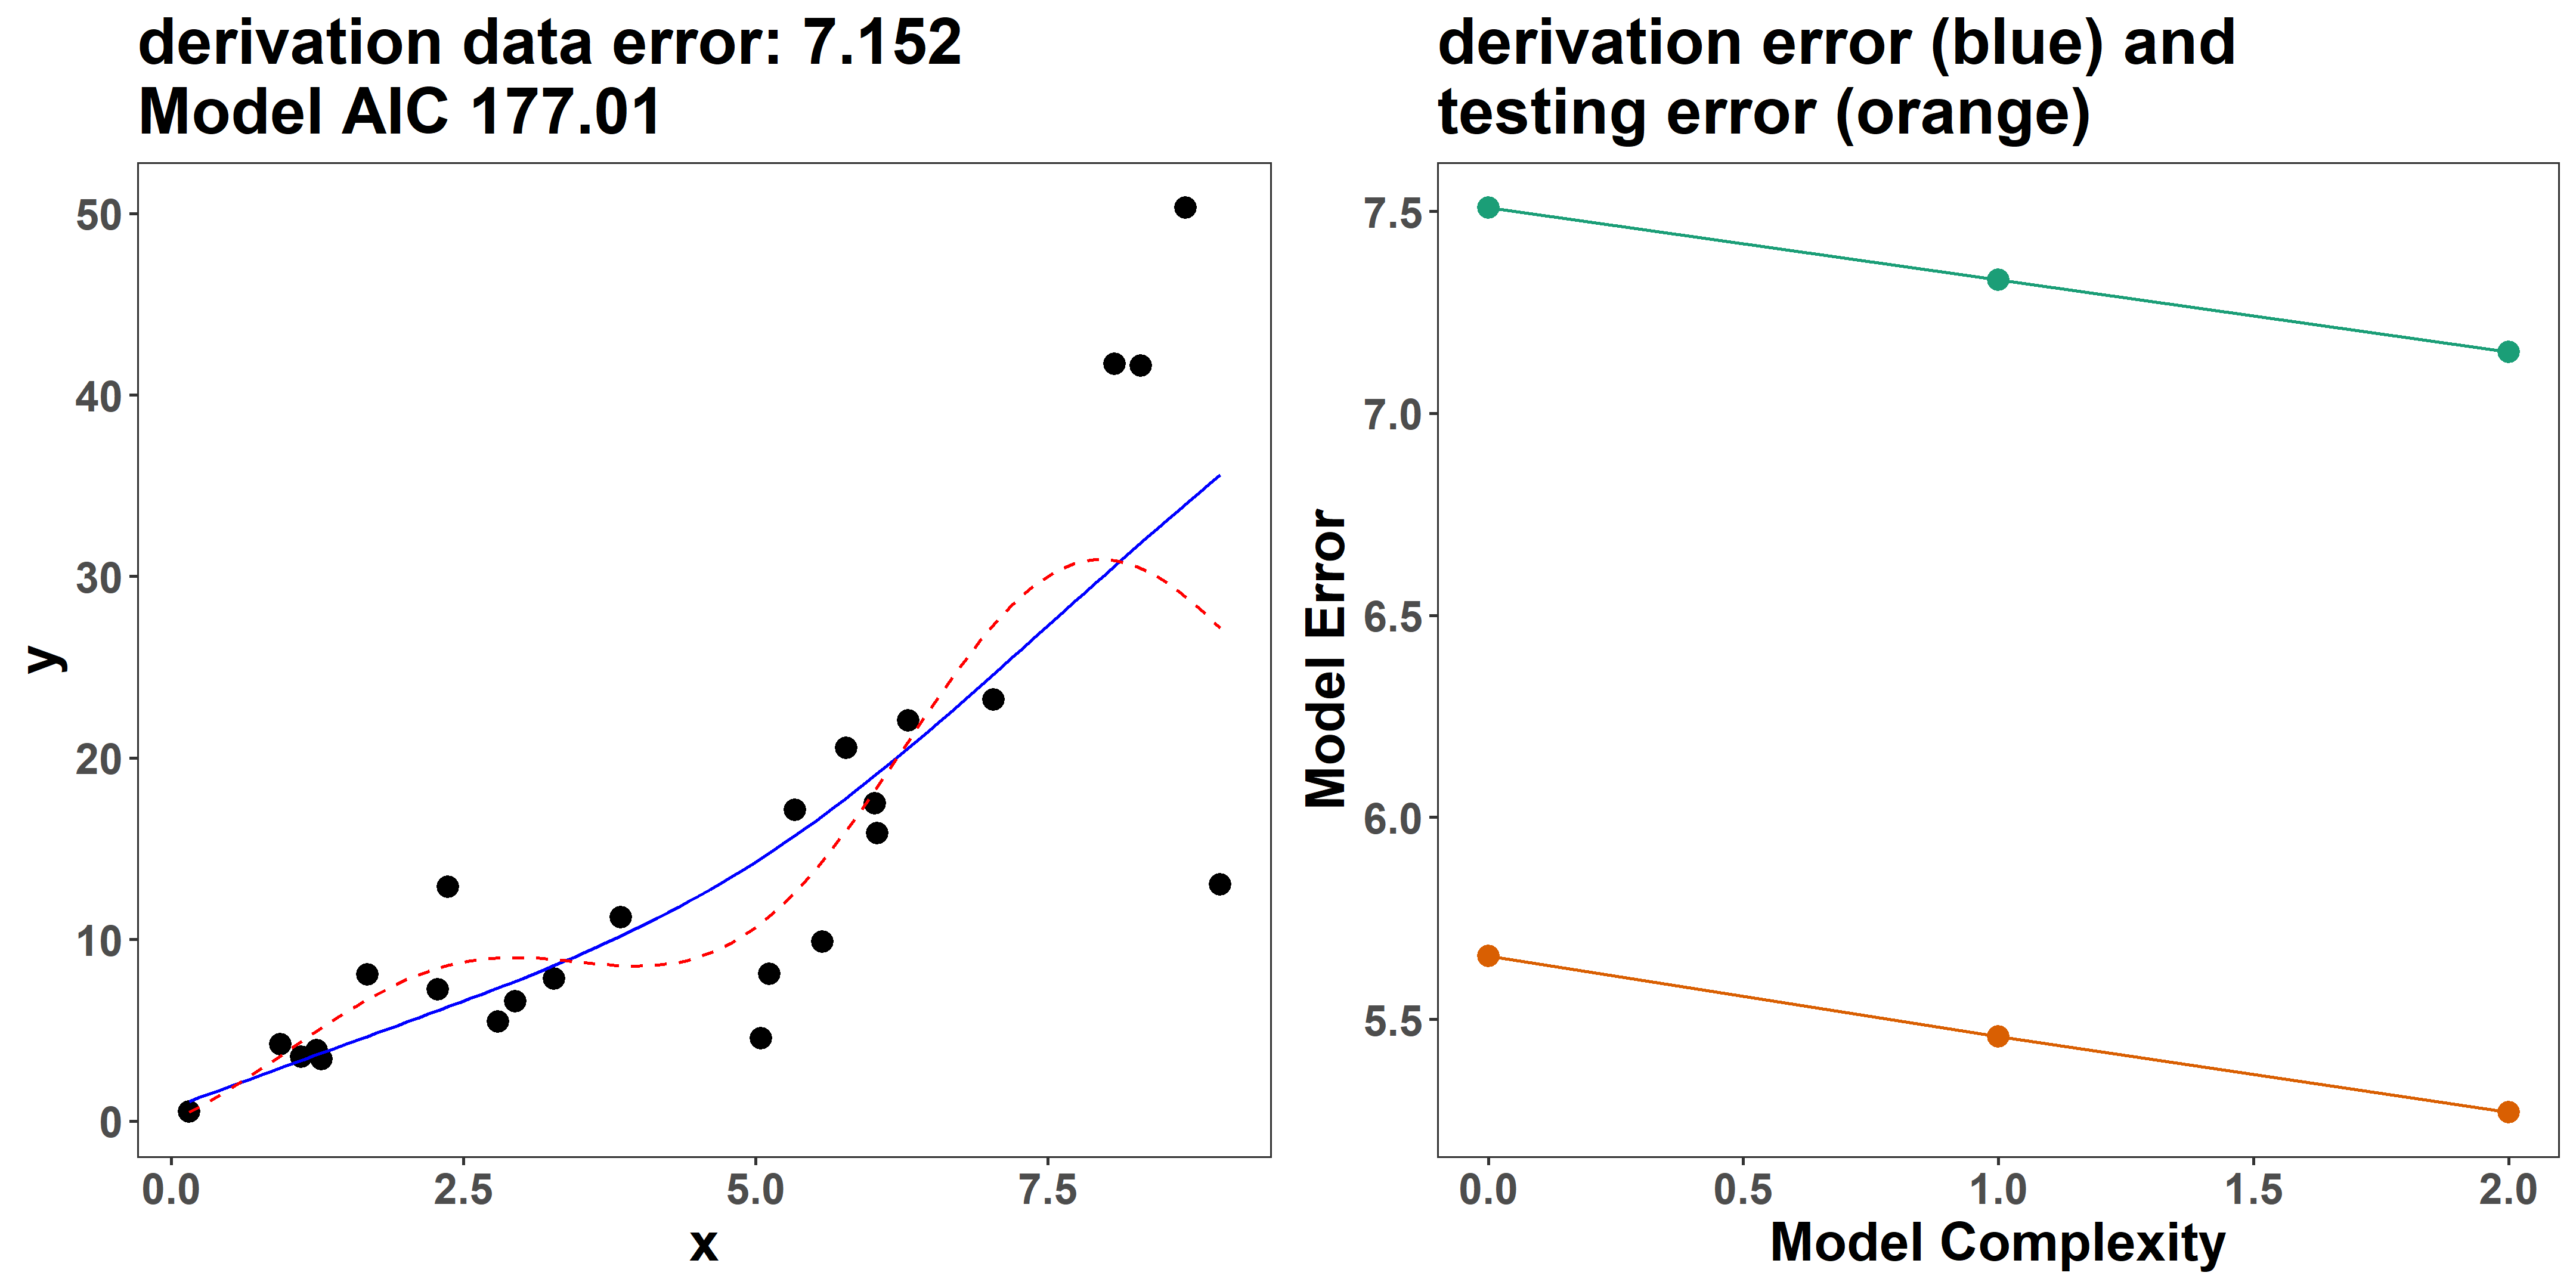 derivation data error: 7.152
Model AIC 177.01
50
40
30
20
10
0
y
0.0
2.5
5.0
7.5
x
derivation error (blue) and
testing error (orange)
7.5
7.0
6.5
6.0
5.5
Model Error
0.0
0.5
1.0
1.5
2.0
Model Complexity